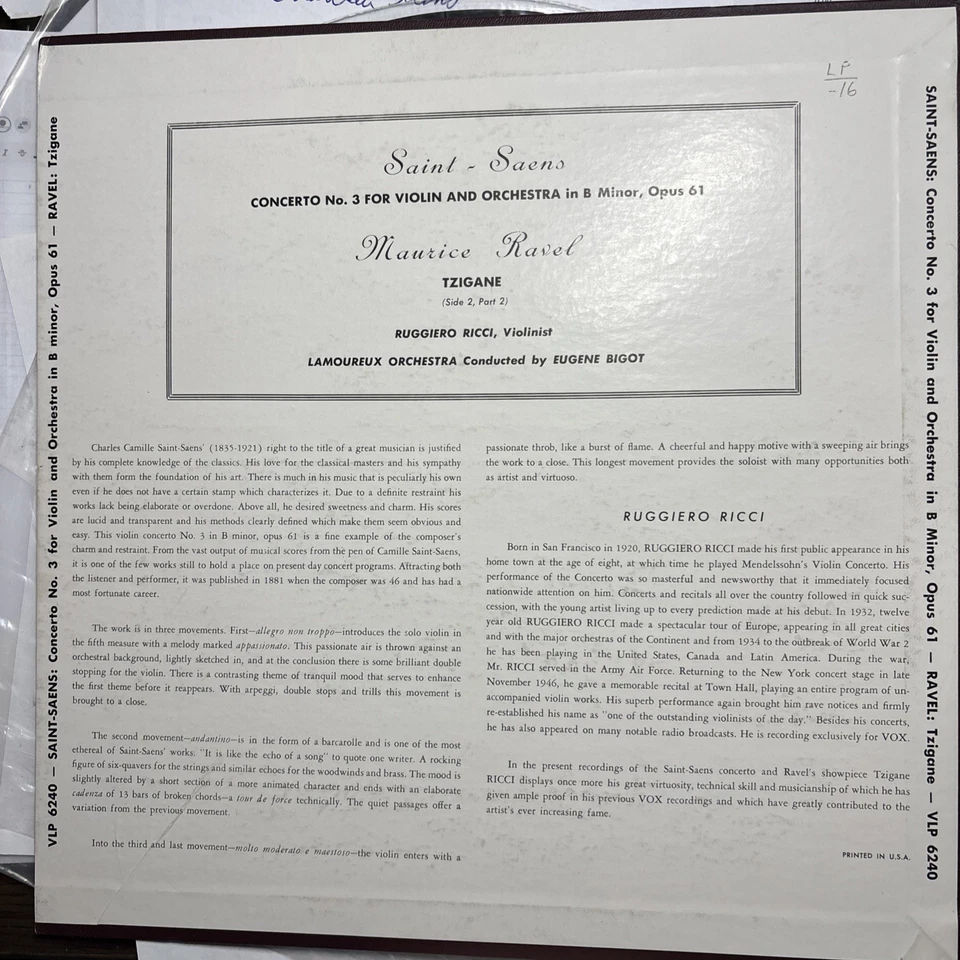 LP
-16
Saint - Saens
CONCERTO No. 3 FOR VIOLIN AND ORCHESTRA in B Minor, Opus 61
Maurice Ravel
TZIGANE
(Side 2, Part 2)
RUGGIERO RICCI, Violinist
LAMOUREUX ORCHESTRA Conducted by EUGENE BIGOT
VLP 6240 — SAINT-SAENS: Concerto No. 3 for Violin and Orchestra in B minor, Opus 61 — RAVEL: Tzigane
Charles Camille Saint-Saens' (1835-1921) right to the title of a great musician is justified
by his complete knowledge of the classics. His love for the classical masters and his sympathy
with them form the foundation of his art. There is much in his music that is peculiarly his own
even if he does not have a certain stamp which characterizes it. Due to a definite restraint his
works lack being elaborate or overdone. Above all, he desired sweetness and charm. His scores
are lucid and transparent and his methods clearly defined which make them seem obvious and
easy. This violin concerto No. 3 in B minor, opus 61 is a fine example of the composer's
charm and restraint. From the vast output of musical scores from the pen of Camille Saint-Saens,
it is one of the few works still to hold a place on present day concert programs. Attracting both
the listener and performer, it was published in 1881 when the composer was 46 and has had a
most fortunate career.
The work is in three movements. First—allegro non troppo—introduces the solo violin in
the fifth measure with a melody marked appassionato. This passionate air is thrown against an
orchestral background, lightly sketched in, and at the conclusion there is some brilliant double
stopping for the violin. There is a contrasting theme of tranquil mood that serves to enhance
the first theme before it reappears. With arpeggi, double stops and trills this movement is
brought to a close.
The second movement—andantino—is in the form of a barcarolle and is one of the most
ethereal of Saint-Saens' works. "It is like the echo of a song" to quote one writer. A rocking
figure of six-quavers for the strings and similar echoes for the woodwinds and brass. The mood is
slightly altered by a short section of a more animated character and ends with an elaborate
cadenza of 13 bars of broken chords—a tour de force technically. The quiet passages offer a
variation from the previous movement.
Into the third and last movement—molto moderato e maestoso—the violin enters with a
passionate throb, like a burst of flame. A cheerful and happy motive with a sweeping air brings
the work to a close. This longest movement provides the soloist with many opportunities both
as artist and virtuoso.
RUGGIERO RICCI
Born in San Francisco in 1920, RUGGIERO RICCI made his first public appearance in his
home town at the age of eight, at which time he played Mendelssohn's Violin Concerto. His
performance of the Concerto was so masterful and newsworthy that it immediately focused
nationwide attention on him. Concerts and recitals all over the country followed in quick suc-
cession, with the young artist living up to every prediction made at his debut. In 1932, twelve
year old RUGGIERO RICCI made a spectacular tour of Europe, appearing in all great cities
and with the major orchestras of the Continent and from 1934 to the outbreak of World War 2
he has been playing in the United States, Canada and Latin America. During the war,
Mr. RICCI served in the Army Air Force. Returning to the New York concert stage in late
November 1946, he gave a memorable recital at Town Hall, playing an entire program of un-
accompanied violin works. His superb performance again brought him rave notices and firmly
re-established his name as "one of the outstanding violinists of the day." Besides his concerts,
he has also appeared on many notable radio broadcasts. He is recording exclusively for VOX.
In the present recordings of the Saint-Saens concerto and Ravel's showpiece Tzigane
RICCI displays once more his great virtuosity, technical skill and musicianship of which he has
given ample proof in his previous VOX recordings and which have greatly contributed to the
artist's ever increasing fame.
PRINTED IN U.S.A.
SAINT-SAENS: Concerto No. 3 for Violin and Orchestra in B Minor, Opus 61 — RAVEL: Tzigane — VLP 6240